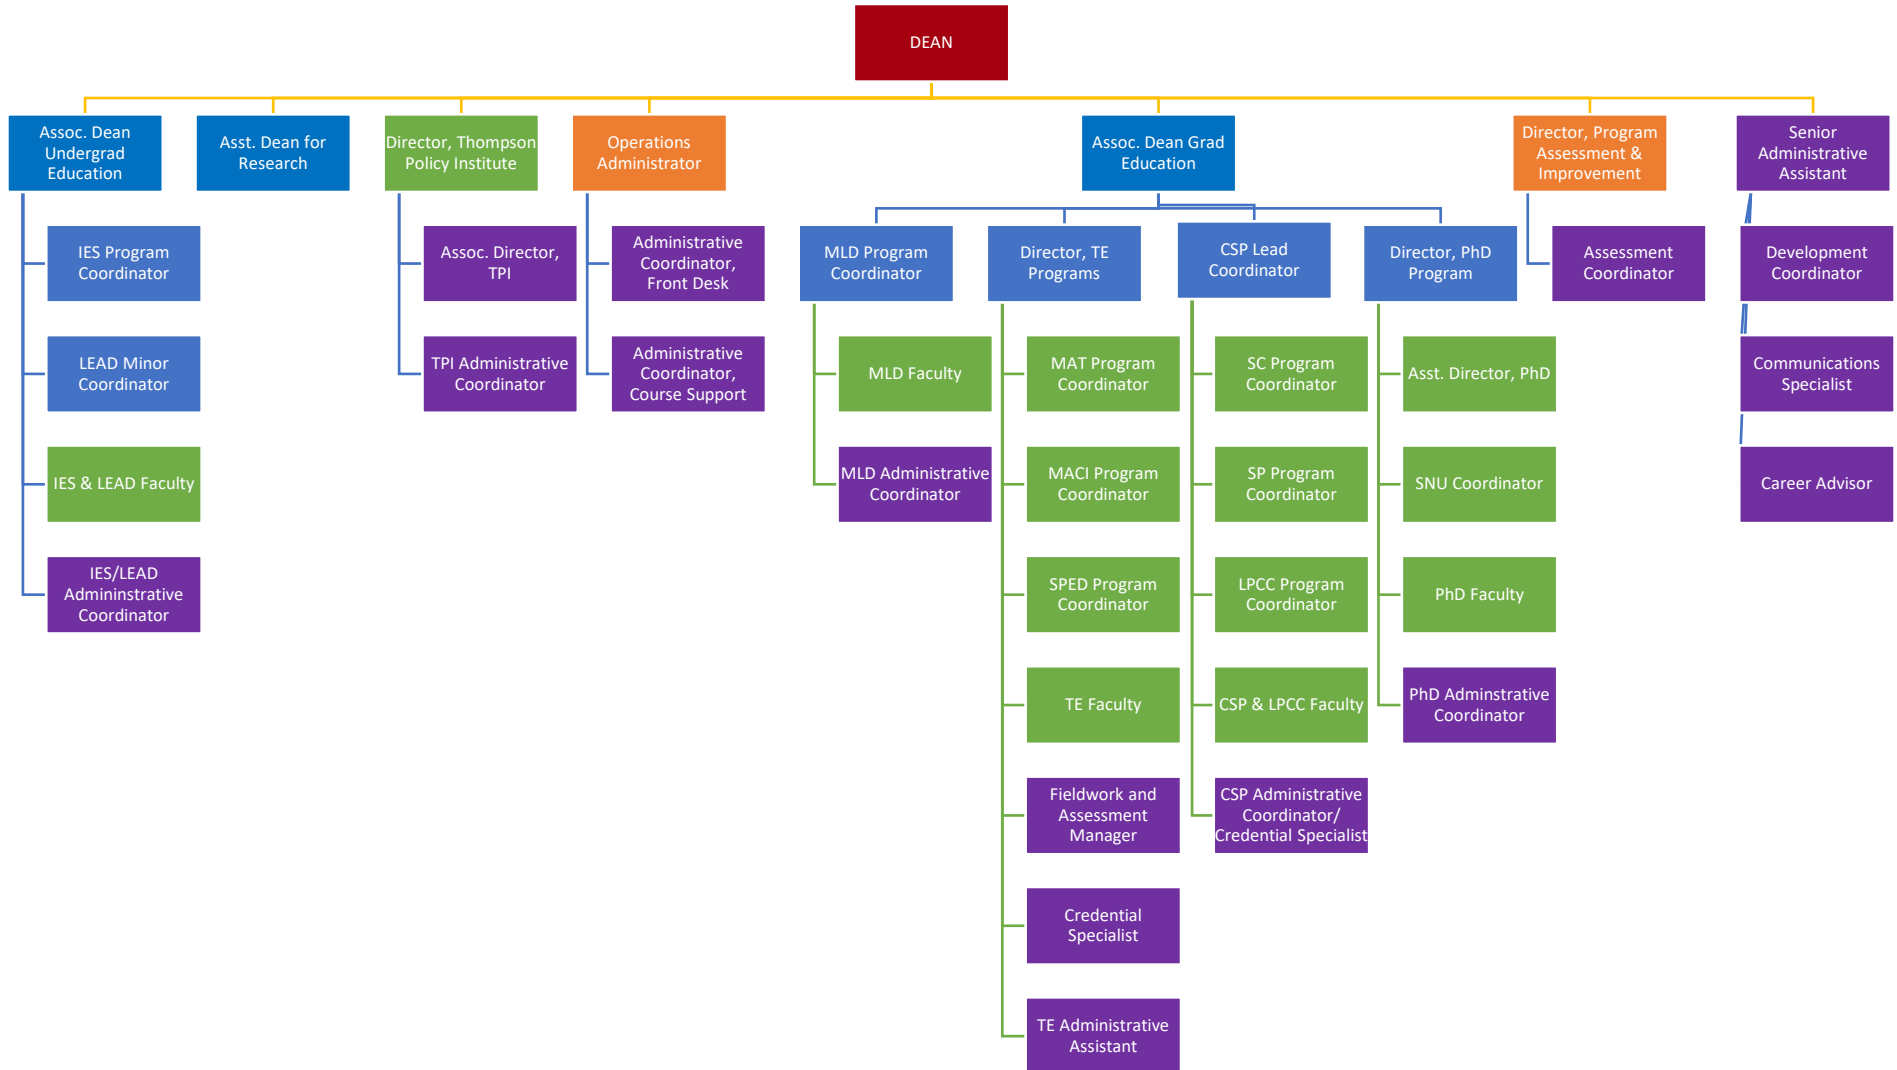 DEAN
Assoc. Dean
Undergrad
Education
Asst. Dean for
Research
Director, Thompson
Policy Institute
Operations
Administrator
Assoc. Dean Grad
Education
Director, Program
Assessment &
Improvement
Senior
Administrative
Assistant
IES Program
Coordinator
LEAD Minor
Coordinator
IES & LEAD Faculty
IES/LEAD
Admininstrative
Coordinator
Assoc. Director,
TPI
TPI Administrative
Coordinator
Administrative
Coordinator,
Front Desk
Administrative
Coordinator,
Course Support
MLD Program
Coordinator
MLD Faculty
MLD Administrative
Coordinator
Director, TE
Programs
MAT Program
Coordinator
MACI Program
Coordinator
SPED Program
Coordinator
TE Faculty
Fieldwork and
Assessment
Manager
Credential
Specialist
TE Administrative
Assistant
CSP Lead
Coordinator
SC Program
Coordinator
SP Program
Coordinator
LPCC Program
Coordinator
CSP & LPCC Faculty
CSP Administrative
Coordinator/
Credential Specialist
Director, PhD
Program
Asst. Director, PhD
SNU Coordinator
PhD Faculty
PhD Adminstrative
Coordinator
Assessment
Coordinator
Development
Coordinator
Communications
Specialist
Career Advisor